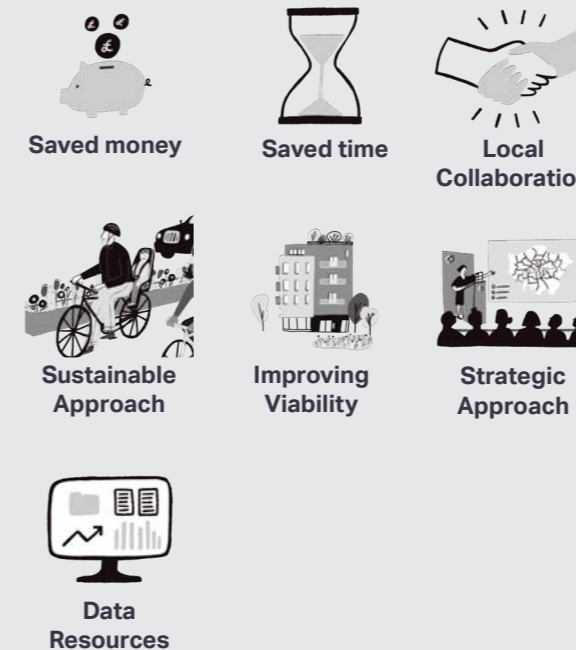 £ £
£
Saved money
Saved time
Local
Collaboratio
Sustainable
Approach
Improving
Viability
Strategic
Approach
Data
Resources